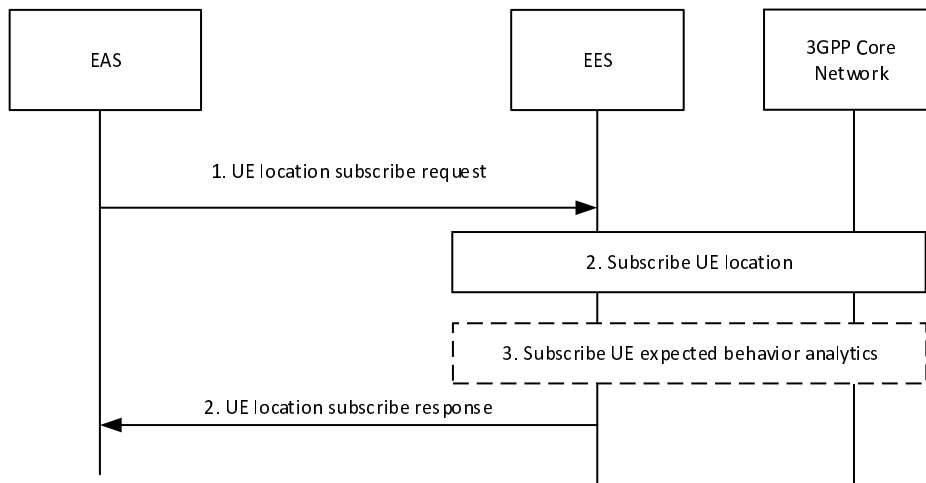 EAS
EES
3GPP Core
Network
1. UE location subscribe request
2. Subscribe UE location
3. Subscribe UE expected behavior analytics
2. UE location subscribe response